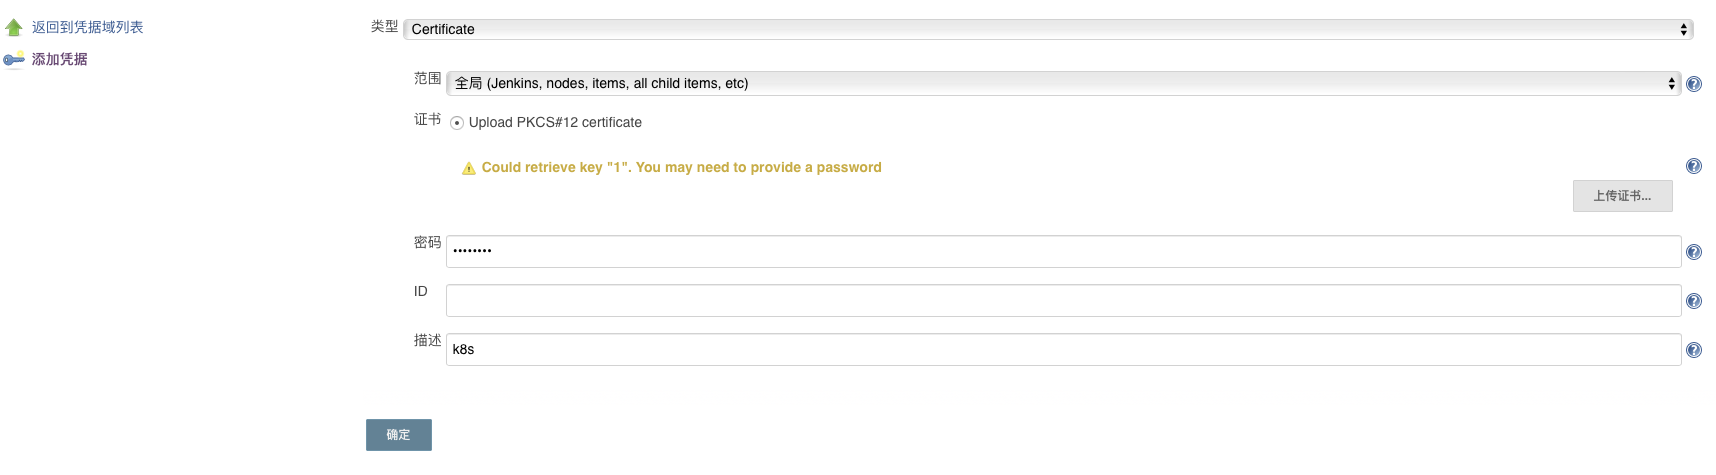 返回到凭据域列表
添加凭据
类型 Certificate
范围 全局 (Jenkins, nodes, items, all child items, etc)
证书 Upload PKCS#12 certificate
Could retrieve key "1". You may need to provide a password
上传证书...
密码 ••••••••
ID
描述 k8s
确定